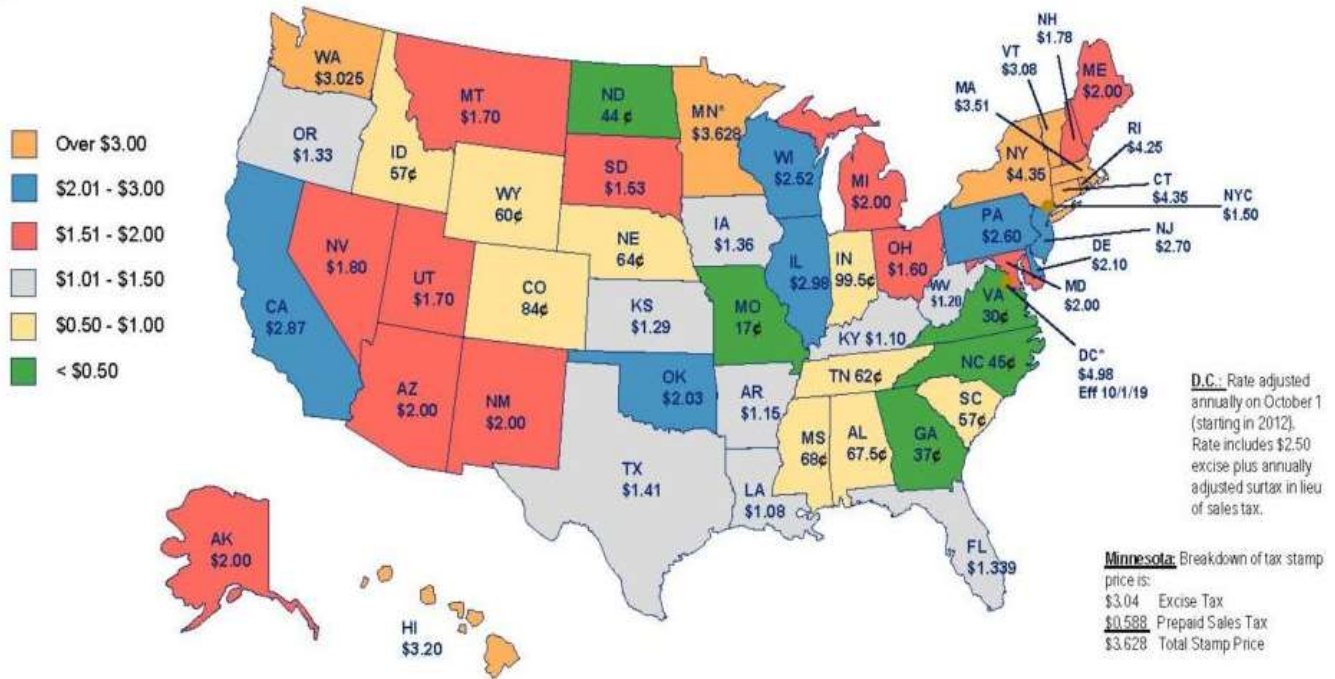 Over $3.00
$2.01 - $3.00
$1.51 - $2.00
$1.01 - $1.50
$0.50 - $1.00
< $0.50
WA
$3.025
OR
$1.33
CA
$2.87
ID
57¢
NV
$1.80
MT
$1.70
WY
60¢
UT
$1.70
CO
84¢
AZ
$2.00
NM
$2.00
ND
44 ¢
SD
$1.53
NE
64¢
KS
$1.29
OK
$2.03
TX
$1.41
MN*
$3.628
IA
$1.36
MO
17¢
AR
$1.15
LA
$1.08
WI
$2.52
IL
$2.98
MI
$2.00
IN
99.5¢
OH
$1.60
KY $1.10
TN 62¢
MS
68¢
AL
67.5¢
GA
37¢
FL
$1.339
SC
57¢
NC 45¢
VA
30¢
WV
$1.20
PA
$2.60
NY
$4.35
VT
$3.08
NH
$1.78
ME
$2.00
MA
$3.51
RI
$4.25
CT
$4.35
NYC
$1.50
NJ
$2.70
DE
$2.10
MD
$2.00
DC*
$4.98
Eff 10/1/19
AK
$2.00
HI
$3.20
D.C.: Rate adjusted
annually on October 1
(starting in 2012).
Rate includes $2.50
excise plus annually
adjusted surtax in lieu
of sales tax.
Minnesota: Breakdown of tax stamp
price is:
$3.04 Excise Tax
$0.588 Prepaid Sales Tax
$3.628 Total Stamp Price